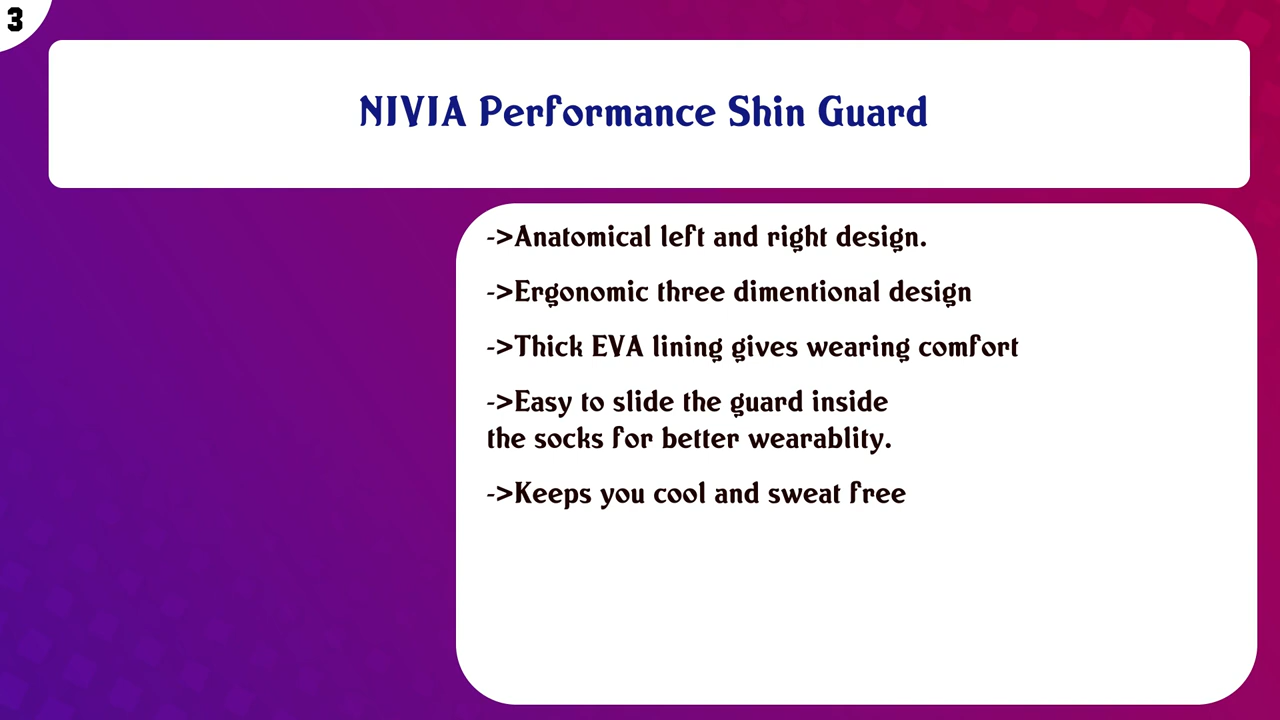 3
NIVIA Performance Shin Guard
->Anatomical left and right design.
->Ergonomic three dimentional design
->Thick EVA lining gives wearing comfort
->Easy to slide the guard inside
the socks for better wearablity.
->Keeps you cool and sweat free